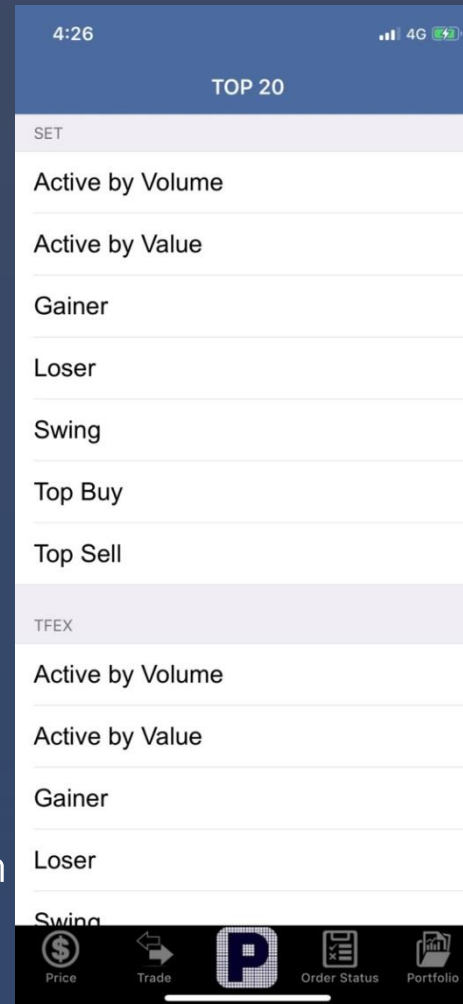 4:26
4G
TOP 20
SET
Active by Volume
Active by Value
Gainer
Loser
Swing
Top Buy
Top Sell
TFEX
Active by Volume
Active by Value
Gainer
Loser
Swing
P
Price
Trade
Order Status
Portfolio